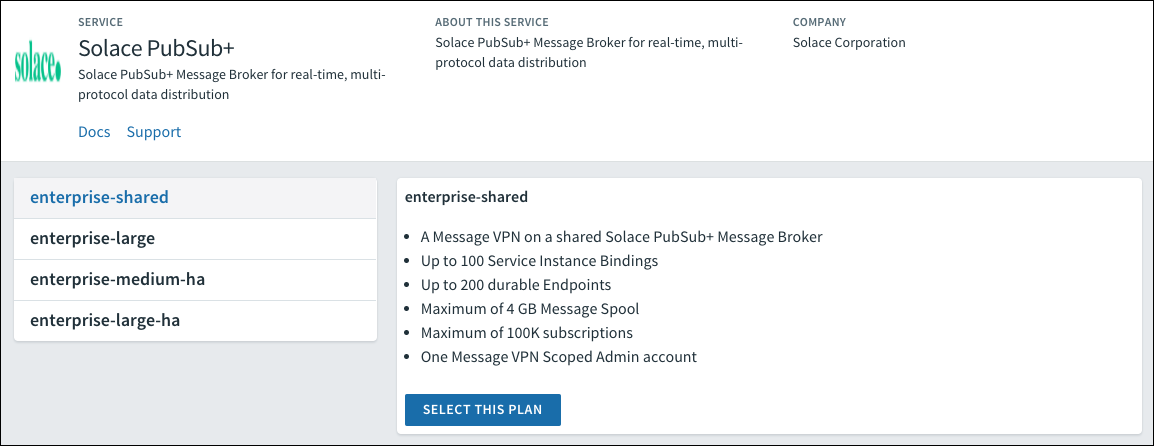 solace.
SERVICE
Solace PubSub+
Solace PubSub+ Message Broker for real-time, multi-
protocol data distribution
Docs Support
ABOUT THIS SERVICE
Solace PubSub+ Message Broker for real-time, multi-
protocol data distribution
COMPANY
Solace Corporation
enterprise-shared
enterprise-large
enterprise-medium-ha
enterprise-large-ha
enterprise-shared
• A Message VPN on a shared Solace PubSub+ Message Broker
• Up to 100 Service Instance Bindings
• Up to 200 durable Endpoints
• Maximum of 4 GB Message Spool
• Maximum of 100K subscriptions
• One Message VPN Scoped Admin account
SELECT THIS PLAN